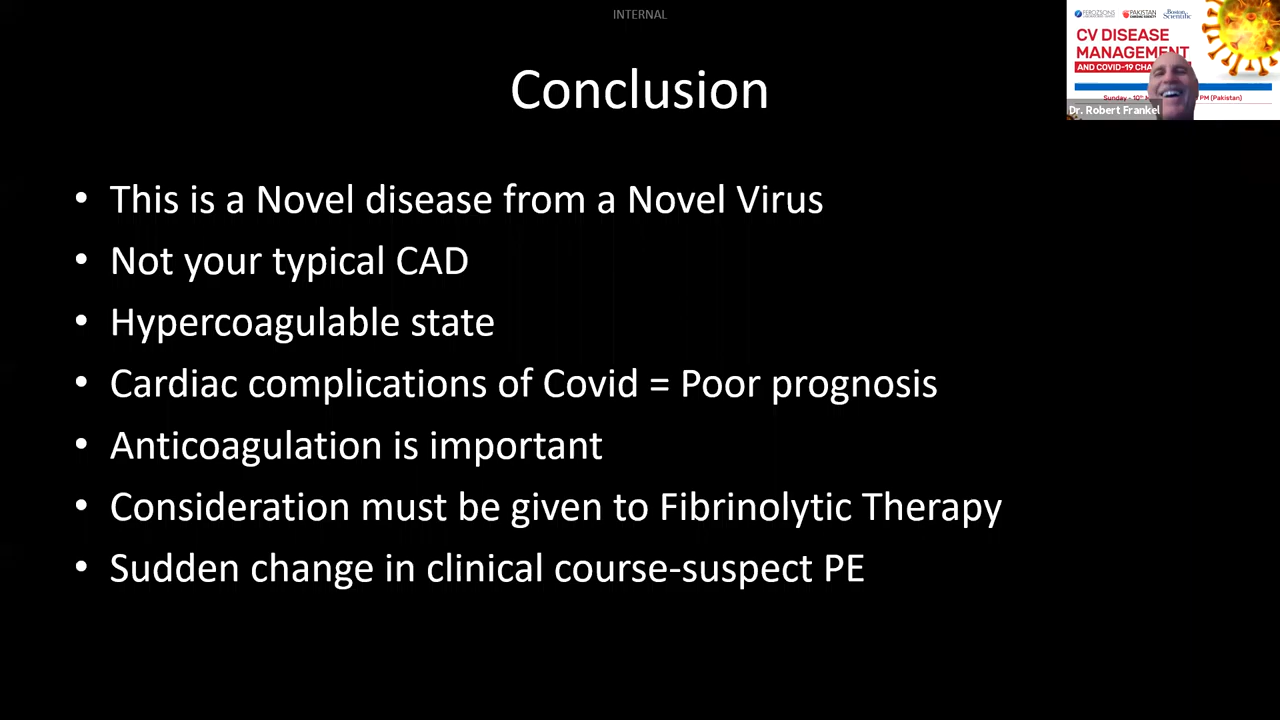 INTERNAL
Conclusion
• This is a Novel disease from a Novel Virus
• Not your typical CAD
• Hypercoagulable state
• Cardiac complications of Covid = Poor prognosis
• Anticoagulation is important
• Consideration must be given to Fibrinolytic Therapy
• Sudden change in clinical course-suspect PE
FEROZSONS
PAKISTAN
Boston
Scientific
CV DISEASE
MANAGEMENT
AND COVID-19
Sunday - 10th
PM (Pakistan)
Dr. Robert Frankel